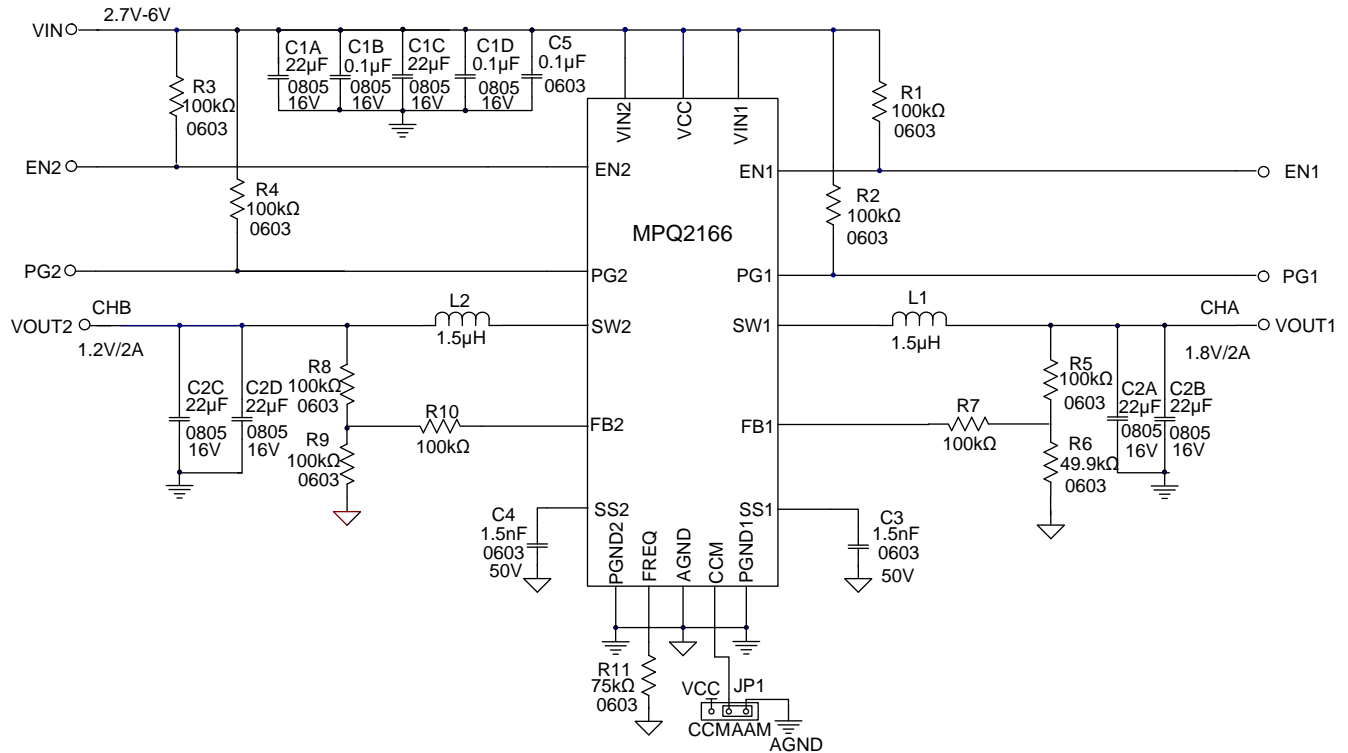 VIN
2.7V-6V
C1A
22µF
0805
16V
C1B
0.1µF
0805
16V
C1C
22µF
0805
16V
C1D
0.1µF
0805
16V
C5
0.1µF
0603
R3
100kΩ
0603
R1
100kΩ
0603
VIN2
VCC
VIN1
EN2
EN2
EN1
EN1
R4
100kΩ
0603
R2
100kΩ
0603
MPQ2166
PG2
PG2
PG1
PG1
VOUT2
CHB
1.2V/2A
L2
1.5µH
SW2
SW1
L1
1.5µH
CHA
VOUT1
1.8V/2A
C2C
22µF
0805
16V
C2D
22µF
0805
16V
R8
100kΩ
0603
R9
100kΩ
0603
R10
100kΩ
FB2
FB1
R7
100kΩ
R5
100kΩ
0603
R6
49.9kΩ
0603
C2A
22µF
0805
16V
C2B
22µF
0805
16V
C4
1.5nF
0603
50V
SS2
SS1
C3
1.5nF
0603
50V
PGND2
FREQ
AGND
CCM
PGND1
R11
75kΩ
0603
VCC
JP1
CCMAAM
AGND